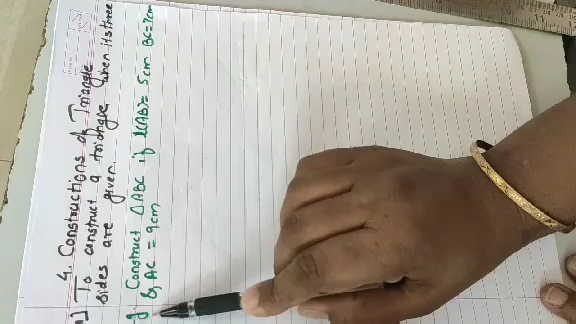 4. Constructions of Triangle
1) To construct a triangle when its three
sides are given.
Construct △ABC if l(AB)= 5cm BC=7cm
& AC = 9cm